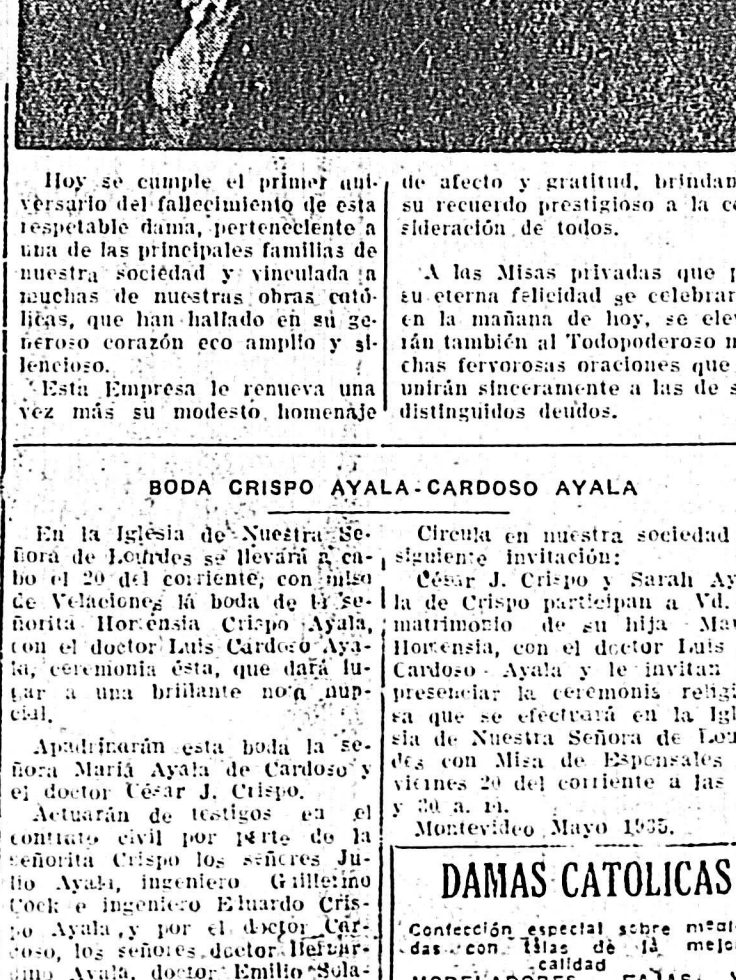 Hoy se cumple el primer ani-
versario del fallecimiento de esta
respetable dama, perteneciente a
una de las principales familias de
nuestra sociedad y vinculada a
muchas de nuestras obras cató-
licas, que han hallado en su ge-
neroso corazón eco amplio y si-
lencioso.
Esta Empresa le renueva una
vez más su modesto homenaje
de afecto y gratitud, brindan
su recuerdo prestigioso a la co
sideración de todos.
A las Misas privadas que p
su eterna felicidad se celebrar
en la mañana de hoy, se elev
rán también al Todopoderoso m
chas fervorosas oraciones que
unirán sinceramente a las de s
distinguidos deudos.
BODA CRISPO AYALA-CARDOSO AYALA
En la Iglesia de Nuestra Se-
ñora de Lourdes se llevará a ca-
bo el 20 del corriente, con misa
de Velaciones la boda de la se-
ñorita Hortensia Crispo Ayala,
con el doctor Luis Cardoso Aya-
la, ceremonia ésta, que dará lu-
gar a una brillante nota nup-
cial.
Apadrinarán esta boda la se-
ñora María Ayala de Cardoso y
el doctor César J. Crispo.
Actuarán de testigos en el
contrato civil por parte de la
señorita Crispo los señores Ju-
lio Ayala, ingeniero
Cock e ingeniero Eduardo Cris-
po Ayala, y por el doctor Car-
doso, los señores doctor
Ayala, doctor Emilio Sola-
Circula en nuestra sociedad
siguiente invitación:
César J. Crispo y Sarah Ay
la de Crispo participan a Vd.
matrimonio de su hija Mar
Hortensia, con el doctor Luis
Cardoso Ayala y le invitan
presenciar la ceremonia religi
sa que se efectuará en la Igl
sia de Nuestra Señora de Lou
des con Misa de Esponsales
viernes 20 del corriente a las
y 30 a. m.
Montevideo Mayo 1935.
DAMAS CATOLICAS
Confección especial sobre medi-
das con telas de la mejo
calidad
MODELADORES FAJAS